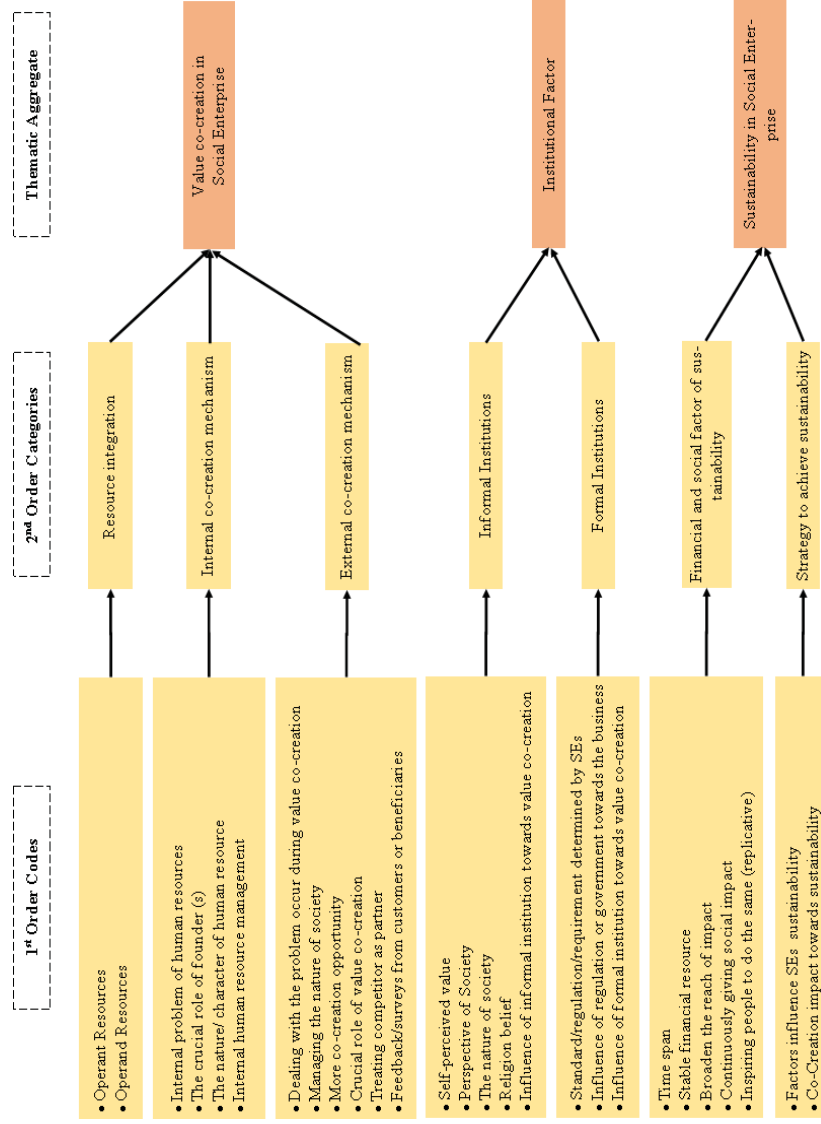 1st Order Codes
2nd Order Categories
Thematic Aggregate
• Operant Resources
• Operand Resources
Resource integration
• Internal problem of human resources
• The crucial role of founder (s)
• The nature/ character of human resource
• Internal human resource management
Internal co-creation mechanism
• Dealing with the problem occur during value co-creation
• Managing the nature of society
• More co-creation opportunity
• Crucial role of value co-creation
• Treating competitor as partner
• Feedback/surveys from customers or beneficiaries
External co-creation mechanism
Value co-creation in
Social Enterprise
• Self-perceived value
• Perspective of Society
• The nature of society
• Religion belief
• Influence of informal institution towards value co-creation
Informal Institutions
• Standard/regulation/requirement determined by SEs
• Influence of regulation or government towards the business
• Influence of formal institution towards value co-creation
Formal Institutions
Institutional Factor
• Time span
• Stable financial resource
• Broaden the reach of impact
• Continuously giving social impact
• Inspiring people to do the same (replicative)
Financial and social factor of sus-
tainability
• Factors influence SEs sustainability
• Co-Creation impact towards sustainability
Strategy to achieve sustainability
Sustainability in Social Enter-
prise